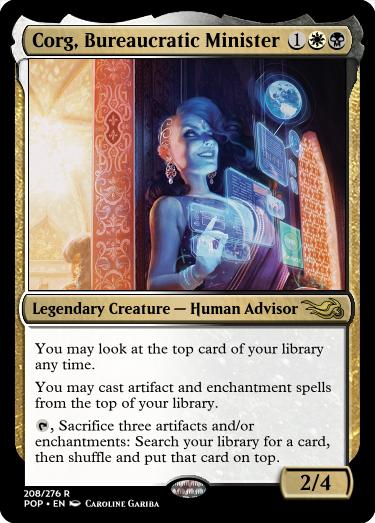 Corg, Bureaucratic Minister 1
Legendary Creature — Human Advisor
You may look at the top card of your library
any time.
You may cast artifact and enchantment spells
from the top of your library.
, Sacrifice three artifacts and/or
enchantments: Search your library for a card,
then shuffle and put that card on top.
2/4
208/276 R
POP • EN Caroline Gariba